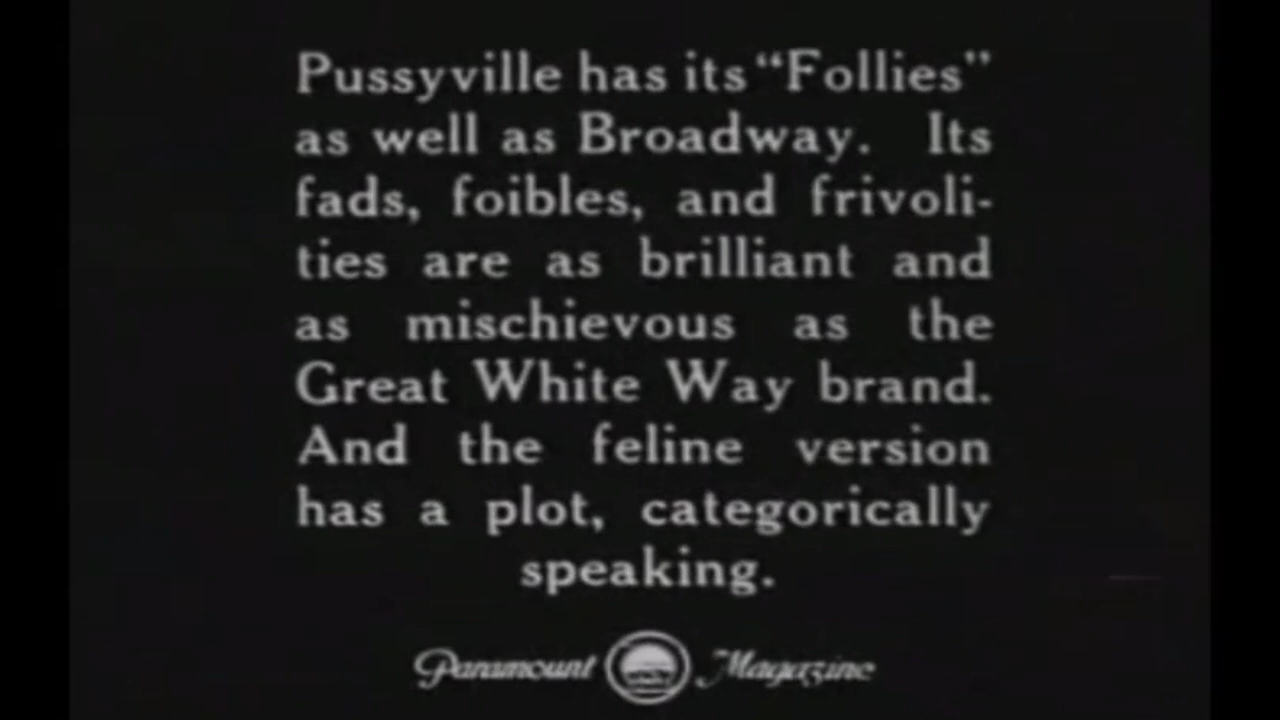 Pussyville has its “Follies”
as well as Broadway. Its
fads, foibles, and frivoli-
ties are as brilliant and
as mischievous as the
Great White Way brand.
And the feline version
has a plot, categorically
speaking.
Paramount Magazine